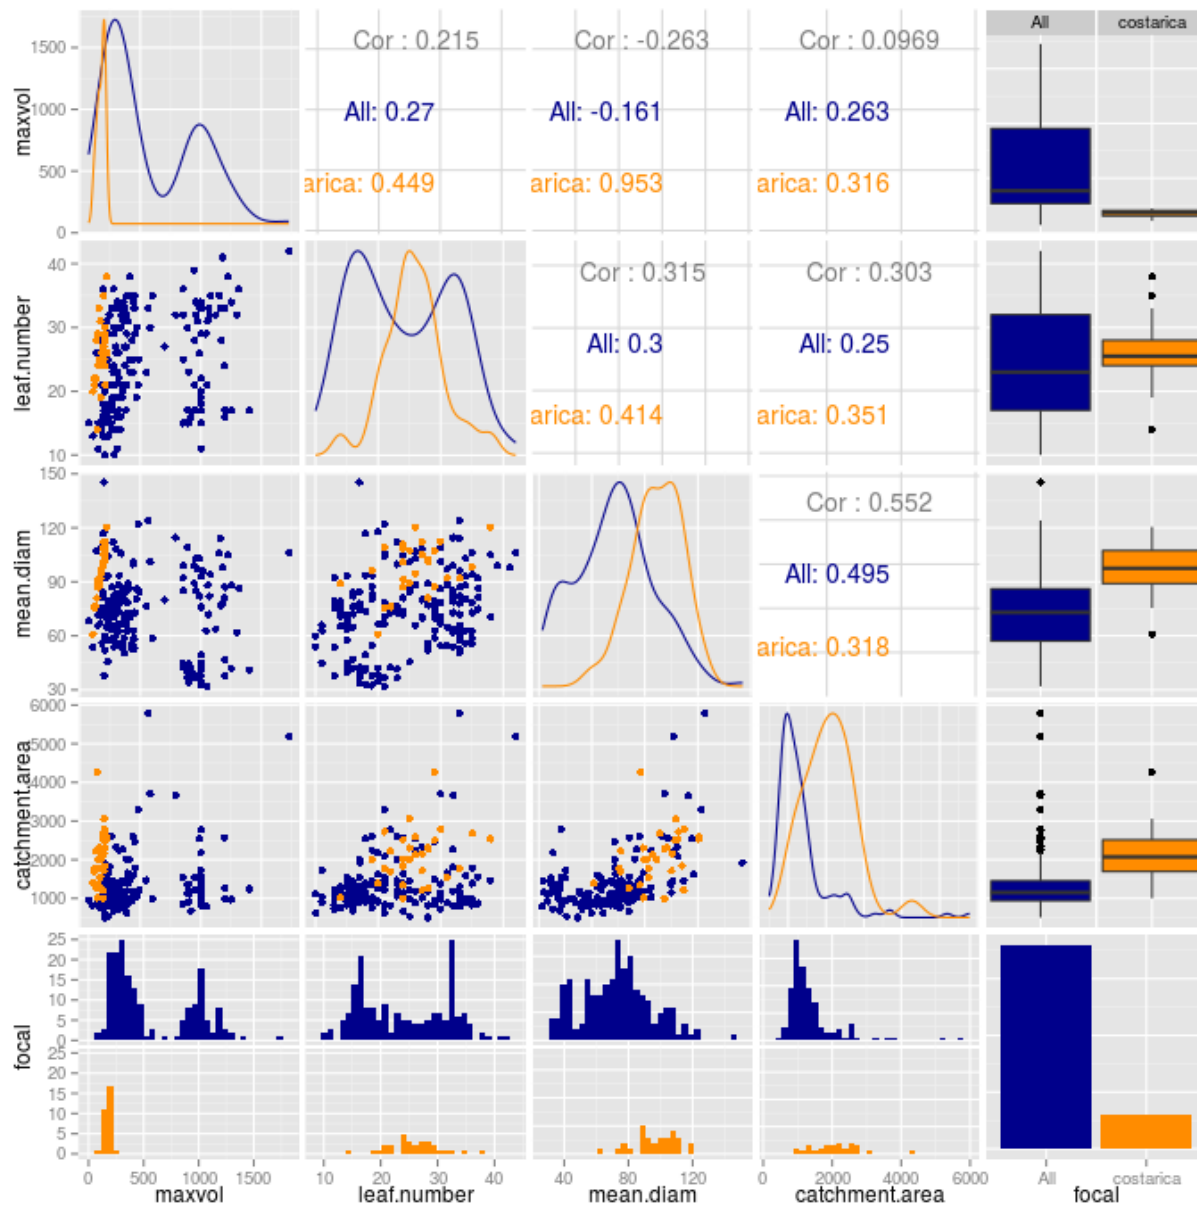 All costarica
maxvol
1500
1000
500
0
Cor : 0.215
All: 0.27
arica: 0.449
Cor : -0.263
All: -0.161
arica: 0.953
Cor : 0.0969
All: 0.263
arica: 0.316
leaf.number
40
30
20
10
Cor : 0.315
All: 0.3
arica: 0.414
Cor : 0.303
All: 0.25
arica: 0.351
mean.diam
150
120
90
60
30
Cor : 0.552
All: 0.495
arica: 0.318
catchment.area
6000
5000
4000
3000
2000
1000
focal
25
20
15
10
5
0
25
20
15
10
5
0
0 500 1000 1500
10 20 30 40
40 80 120
0 2000 4000 6000
All costarica
maxvol leaf.number mean.diam catchment.area focal